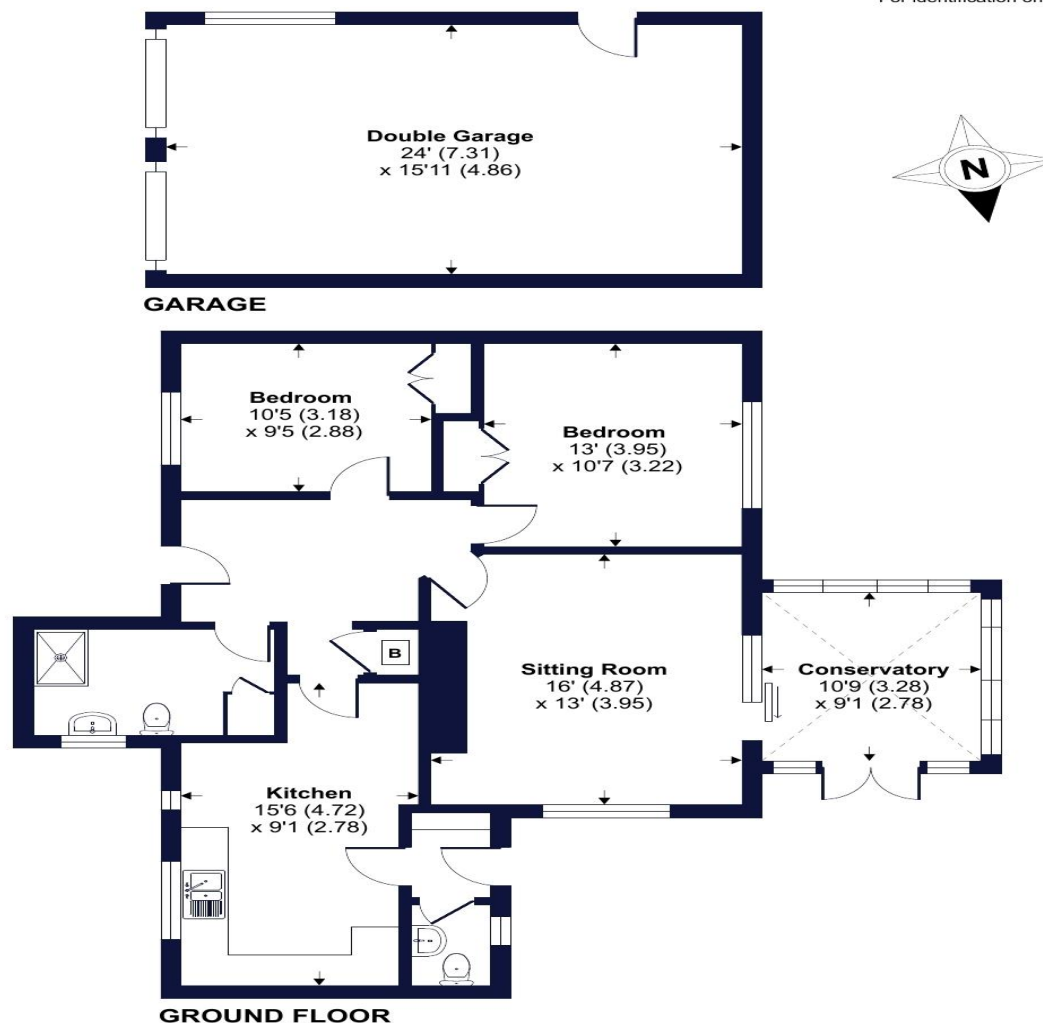 Double Garage
24' (7.31)
x 15'11 (4.86)
N
GARAGE
Bedroom
10'5 (3.18)
x 9'5 (2.88)
Bedroom
13' (3.95)
x 10'7 (3.22)
B
Sitting Room
16' (4.87)
x 13' (3.95)
Conservatory
10'9 (3.28)
x 9'1 (2.78)
Kitchen
15'6 (4.72)
x 9'1 (2.78)
GROUND FLOOR